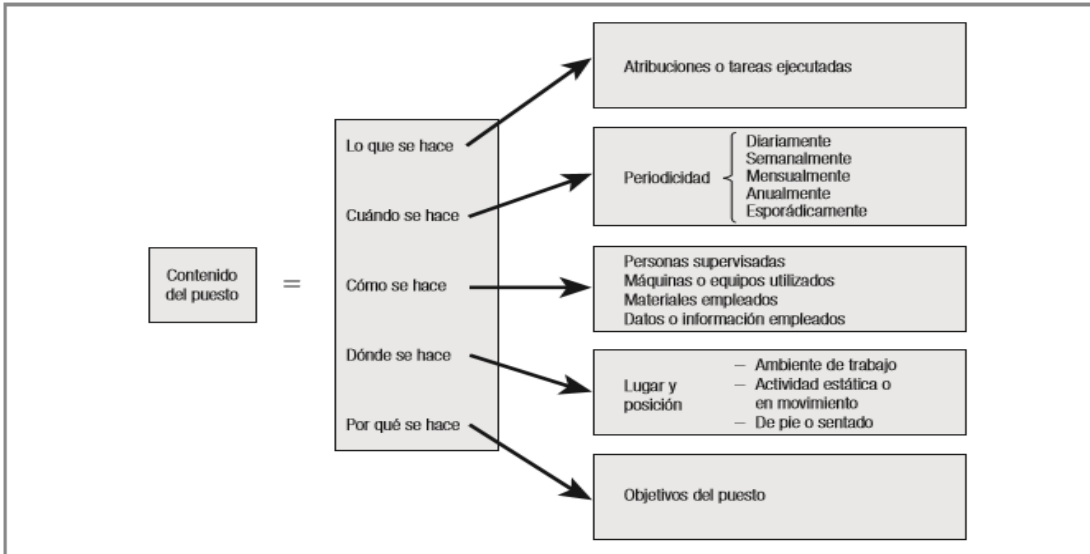 Contenido
del puesto
=
Lo que se hace
Cuándo se hace
Cómo se hace
Dónde se hace
Por qué se hace
Atribuciones o tareas ejecutadas
Periodicidad
Diariamente
Semanalmente
Mensualmente
Anualmente
Esporádicamente
Personas supervisadas
Máquinas o equipos utilizados
Materiales empleados
Datos o información empleados
Lugar y
posición
– Ambiente de trabajo
– Actividad estática o
en movimiento
– De pie o sentado
Objetivos del puesto